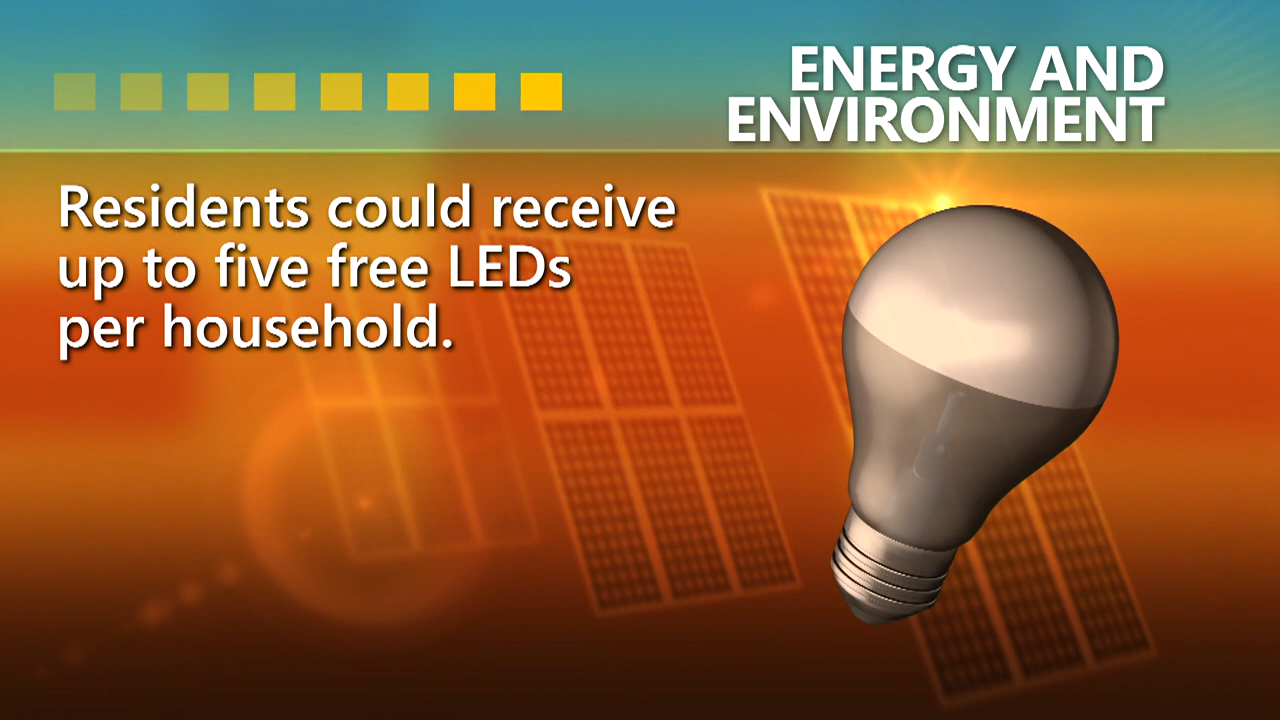 ENERGY AND
ENVIRONMENT
Residents could receive
up to five free LEDs
per household.